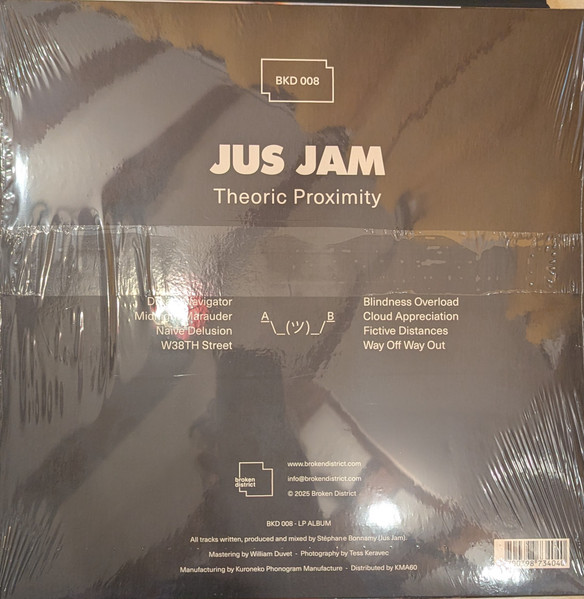 BKD 008
JUS JAM
Theoric Proximity
Navigator
Marauder
Naive Delusion
W38TH Street
A
¯\_(ツ)_/¯
B
Blindness Overload
Cloud Appreciation
Fictive Distances
Way Off Way Out
broken
district
www.brokendistrict.com
info@brokendistrict.com
© 2025 Broken District
BKD 008 - LP ALBUM
All tracks written, produced and mixed by Stéphane Bonnamy (Jus Jam).
Mastering by William Duvet - Photography by Tess Keravec
Manufacturing by Kuroneko Phonogram Manufacture - Distributed by KMA60